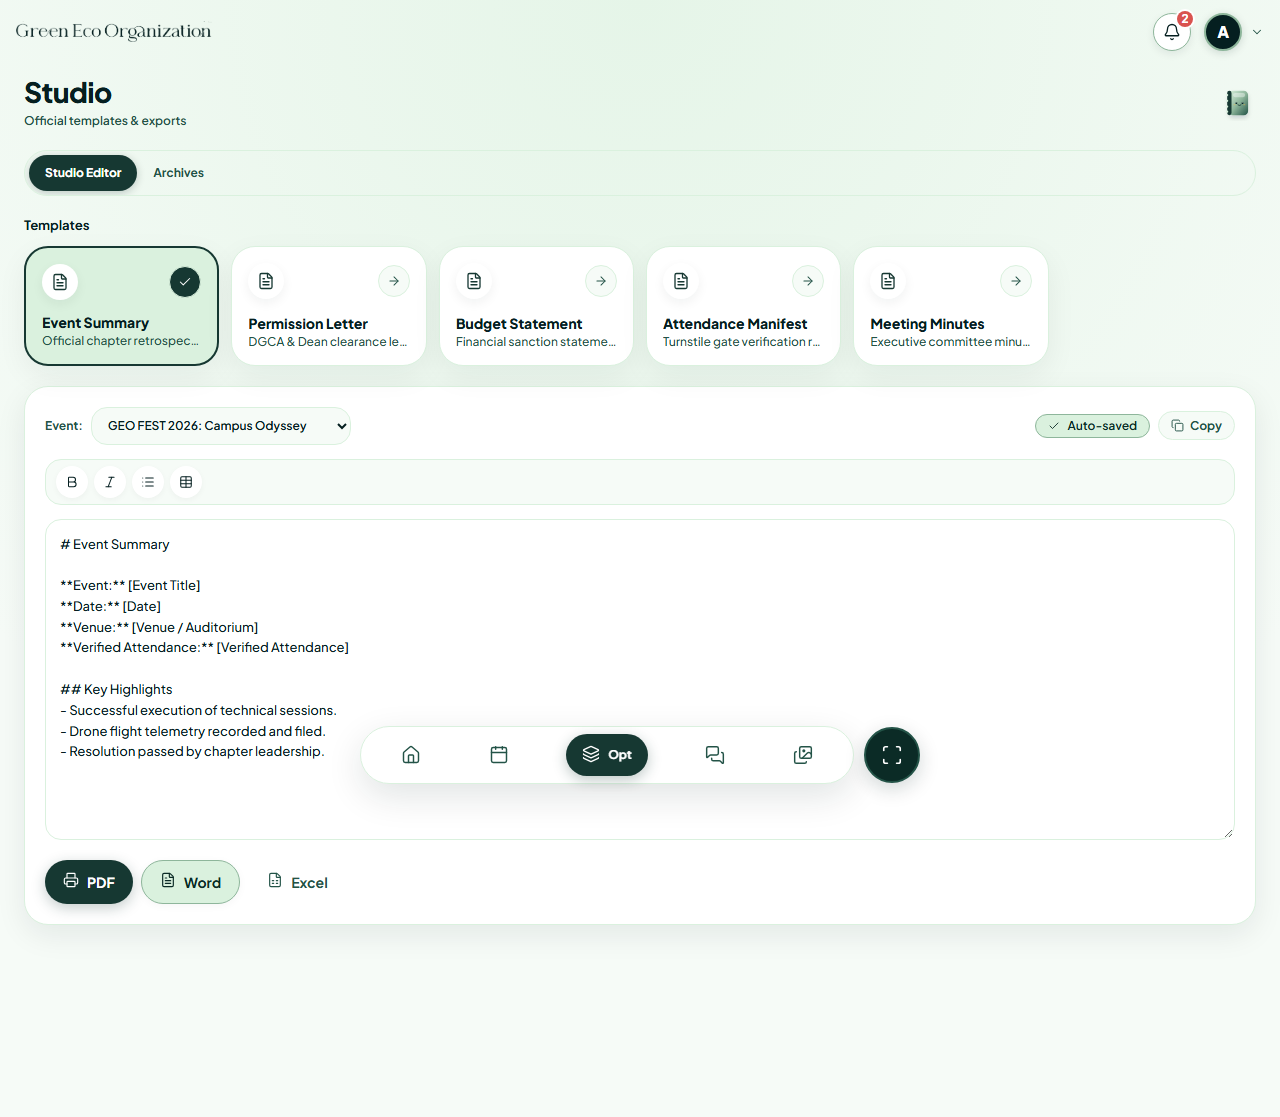 Green Eco Organization
2
A
Studio
Official templates & exports
Studio Editor
Archives
Templates
Event Summary
Official chapter retrospec...
Permission Letter
DGCA & Dean clearance le...
Budget Statement
Financial sanction stateme...
Attendance Manifest
Turnstile gate verification r...
Meeting Minutes
Executive committee minu...
Event:
GEO FEST 2026: Campus Odyssey
Auto-saved
Copy
B
I
# Event Summary
**Event:** [Event Title]
**Date:** [Date]
**Venue:** [Venue / Auditorium]
**Verified Attendance:** [Verified Attendance]
## Key Highlights
- Successful execution of technical sessions.
- Drone flight telemetry recorded and filed.
- Resolution passed by chapter leadership.
Opt
PDF
Word
Excel